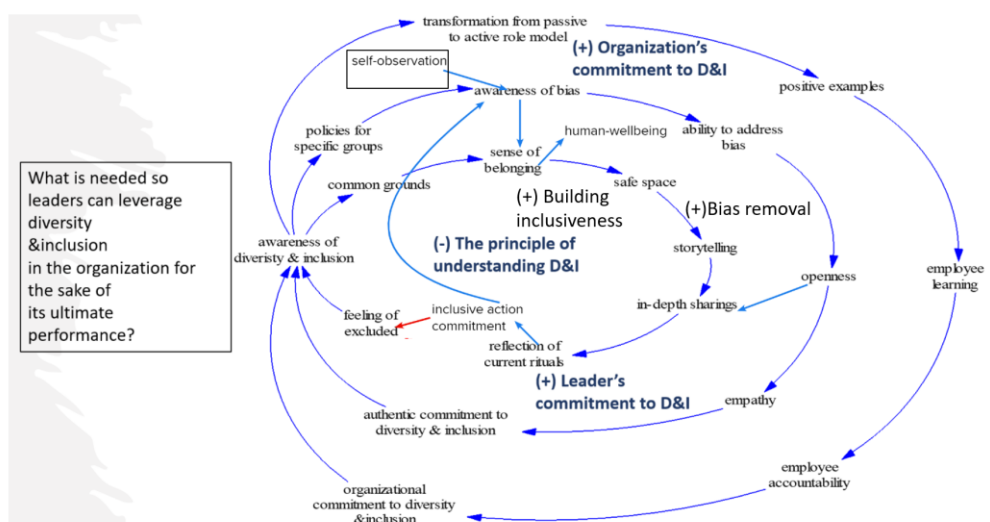 transformation from passive
to active role model
(+) Organization's
commitment to D&I
self-observation
awareness of bias
positive examples
policies for
specific groups
human-wellbeing
ability to address
bias
sense of
belonging
common grounds
safe space
What is needed so
leaders can leverage
diversity
&inclusion
in the organization for
the sake of
its ultimate
performance?
(+) Building
inclusiveness
(+)Bias removal
awareness of
diveristy & inclusion
(-) The principle of
understanding D&I
storytelling
openness
employee
learning
in-depth sharings
feeling of
excluded
inclusive action
commitment
reflection of
current rituals
(+) Leader's
commitment to D&I
empathy
authentic commitment to
diversity & inclusion
employee
accountability
organizational
commitment to diversity
&inclusion